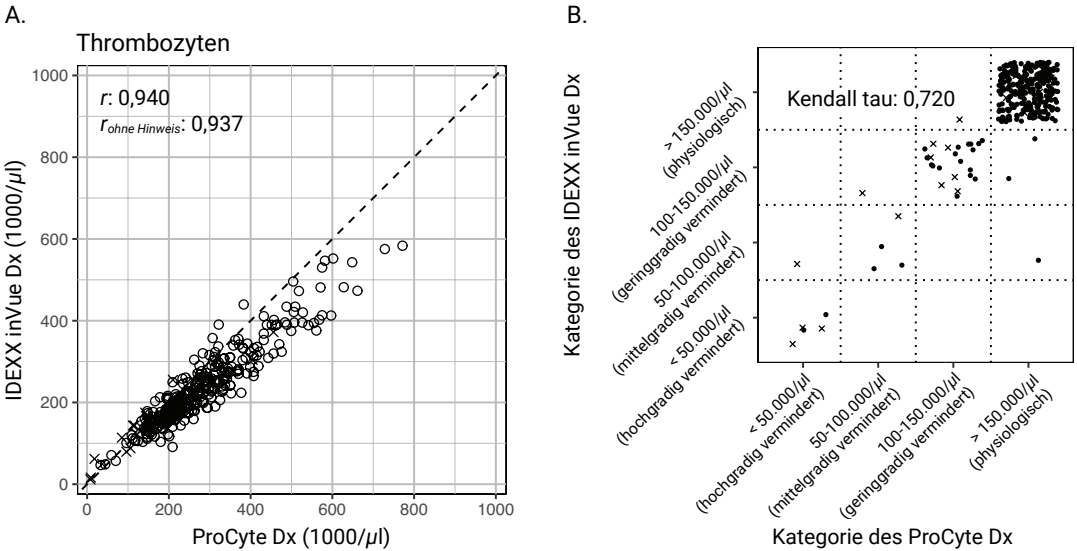 A.
Thrombozyten
r: 0,940
r ohne Hinweis: 0,937
1000
800
600
400
200
0
IDEXX inVue Dx (1000/µl)
0 200 400 600 800 1000
ProCyte Dx (1000/µl)
B.
Kendall tau: 0,720
Kategorie des IDEXX inVue Dx
> 150.000/µl
(physiologisch)
100-150.000/µl
(geringgradig vermindert)
50-100.000/µl
(mittelgradig vermindert)
< 50.000/µl
(hochgradig vermindert)
< 50.000/µl
(hochgradig vermindert)
50-100.000/µl
(mittelgradig vermindert)
100-150.000/µl
(geringgradig vermindert)
> 150.000/µl
(physiologisch)
Kategorie des ProCyte Dx